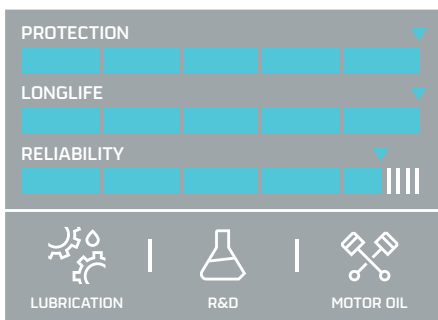 PROTECTION
LONGLIFE
RELIABILITY
LUBRICATION R&D MOTOR OIL